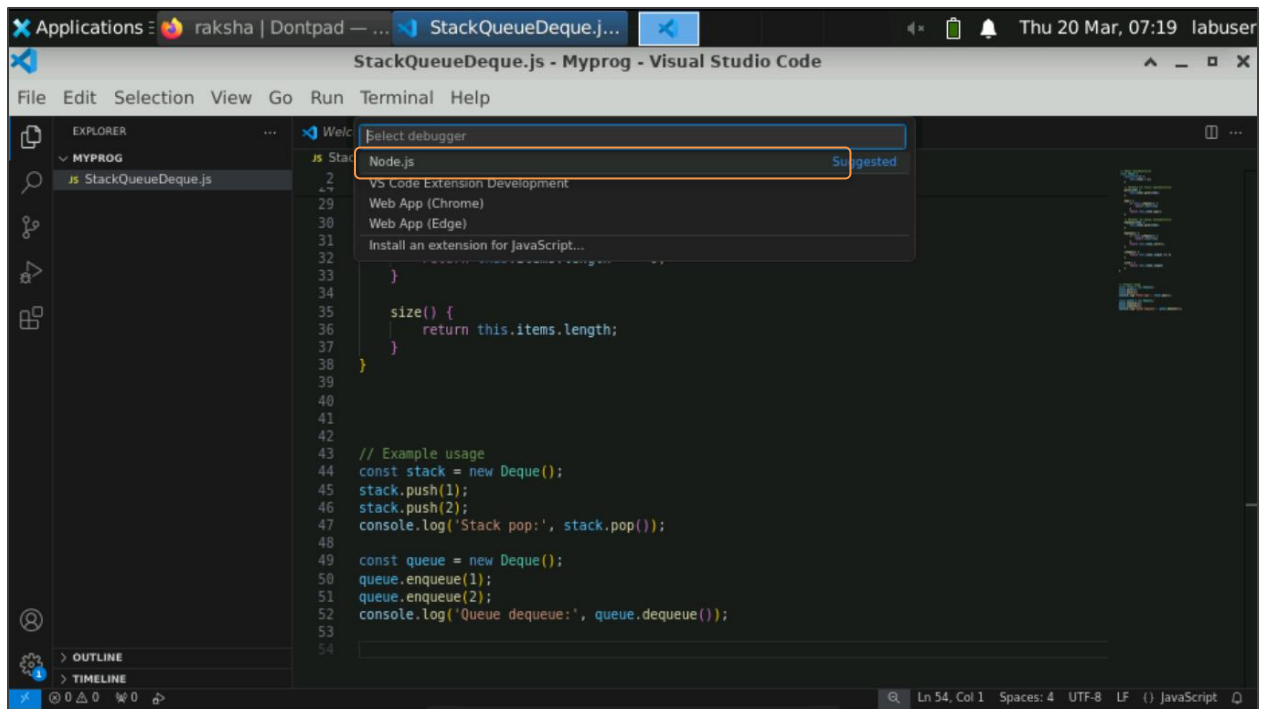 Applications
raksha | Dontpad — ...
StackQueueDeque.j...
Thu 20 Mar, 07:19 labuser
StackQueueDeque.js - Myprog - Visual Studio Code
File Edit Selection View Go Run Terminal Help
EXPLORER ...
MYPROG
JS StackQueueDeque.js
Welc
JS Stac
Select debugger
Node.js Suggested
VS Code Extension Development
Web App (Chrome)
Web App (Edge)
Install an extension for JavaScript...
2
29
30
31
32
33 }
34
35 size() {
36 return this.items.length;
37 }
38 }
39
40
41
42
43 // Example usage
44 const stack = new Deque();
45 stack.push(1);
46 stack.push(2);
47 console.log('Stack pop:', stack.pop());
48
49 const queue = new Deque();
50 queue.enqueue(1);
51 queue.enqueue(2);
52 console.log('Queue dequeue:', queue.dequeue());
53
54
OUTLINE
TIMELINE
1
0 0 0
Ln 54, Col 1 Spaces: 4 UTF-8 LF {} JavaScript